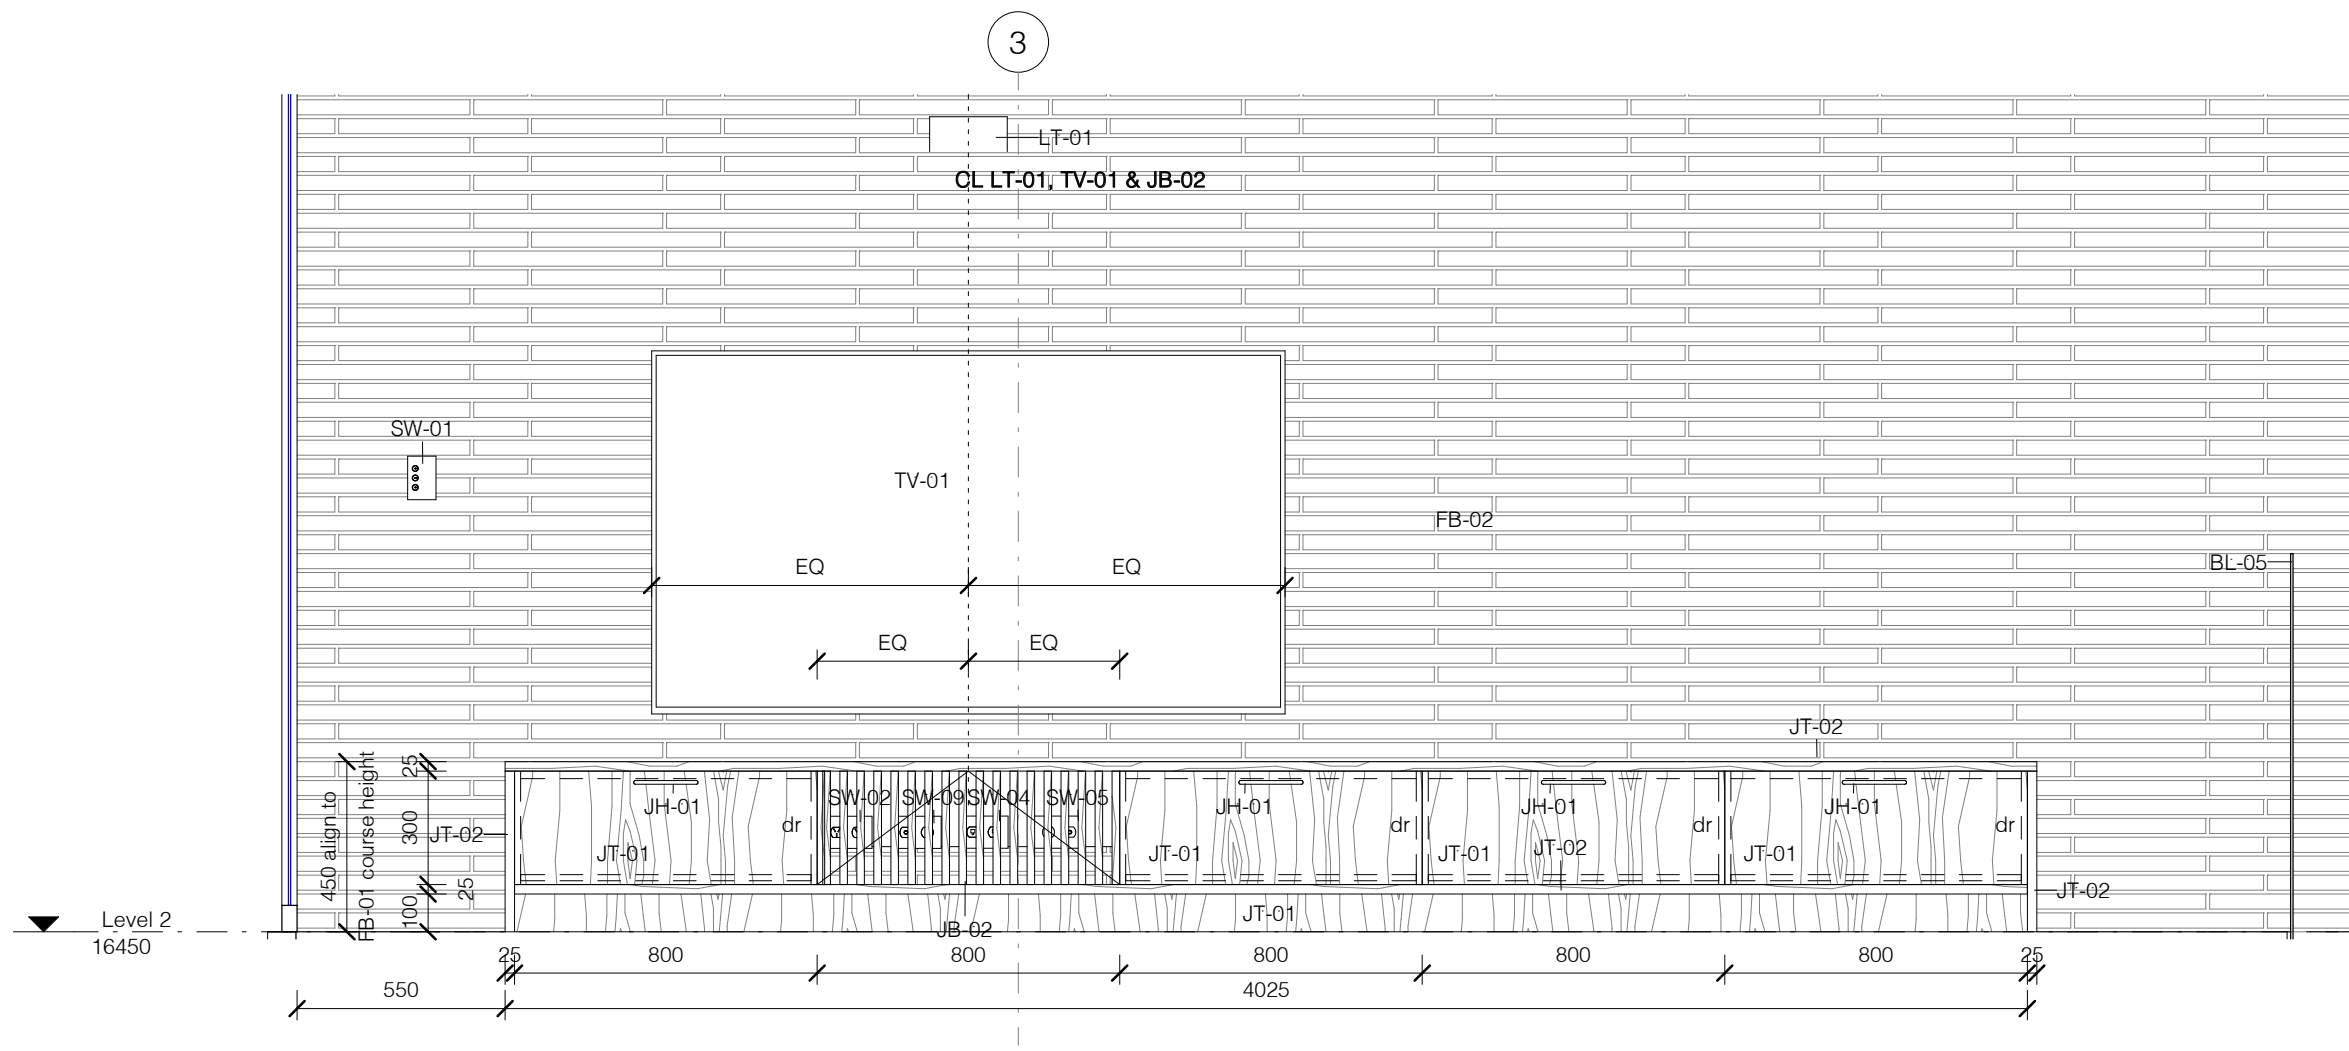 3
LT-01
CL LT-01, TV-01 & JB-02
SW-01
TV-01
FB-02
BL-05
EQ
EQ
EQ
EQ
JT-02
450 align to
FB-01 course height
25
300
25
100
JT-02
JH-01
JT-01
dr
SW-02
SW-09
SW-04
SW-05
JH-01
JT-01
dr
JH-01
JT-01
JT-02
dr
JH-01
JT-01
dr
JT-02
JT-01
JB-02
Level 2
16450
25
800
800
800
800
800
25
550
4025